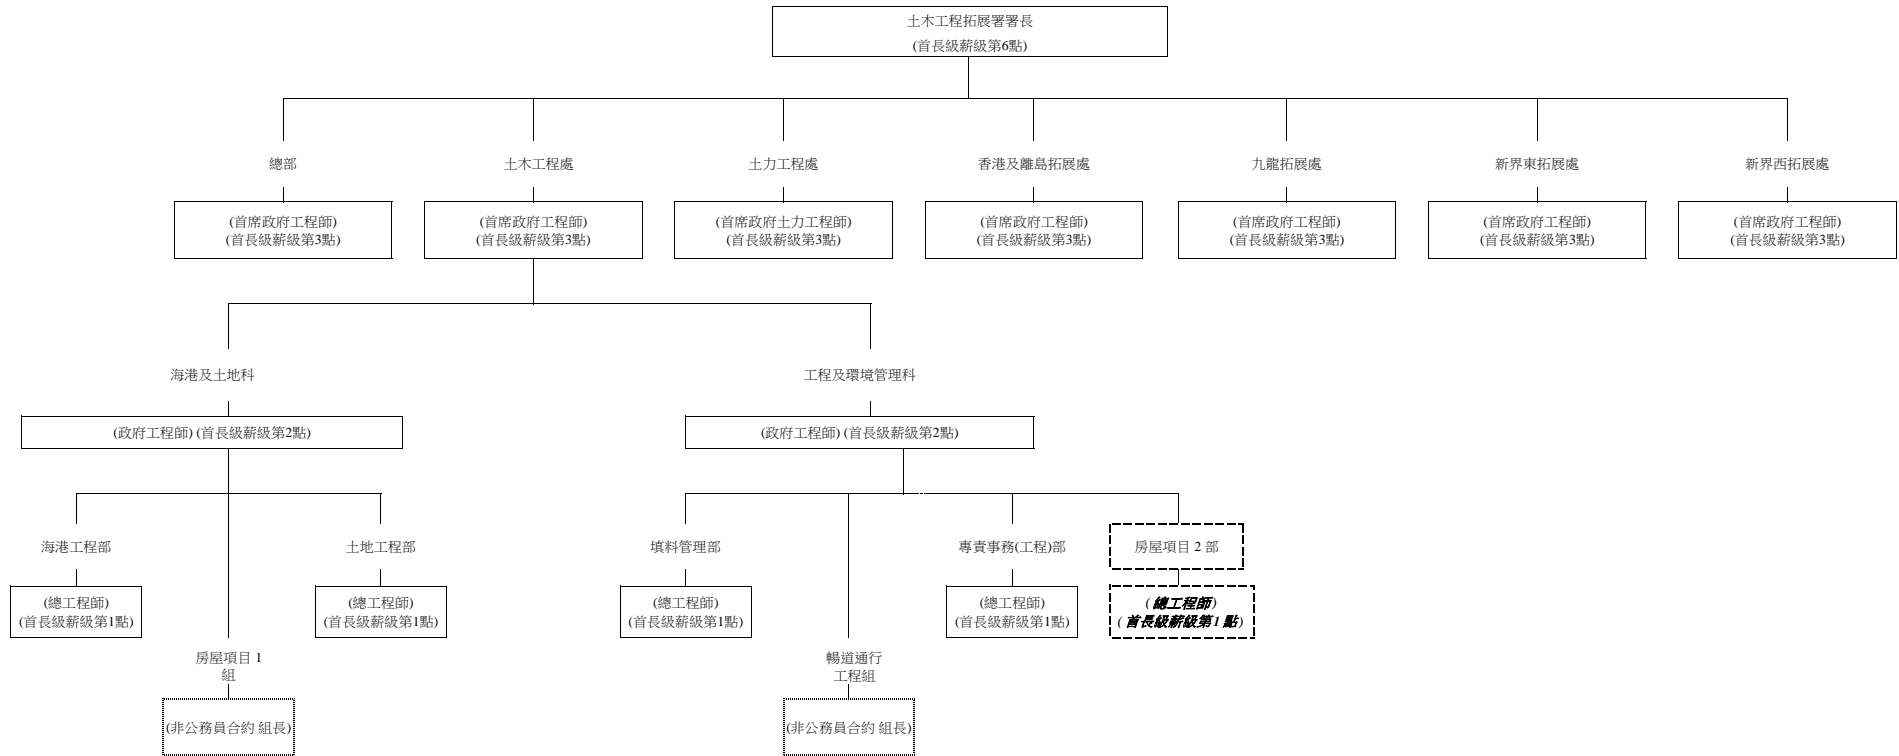 土木工程拓展署署長
(首長級薪級第6點)
總部
土木工程處
土力工程處
香港及離島拓展處
九龍拓展處
新界東拓展處
新界西拓展處
(首席政府工程師)
(首長級薪級第3點)
(首席政府工程師)
(首長級薪級第3點)
(首席政府土力工程師)
(首長級薪級第3點)
(首席政府工程師)
(首長級薪級第3點)
(首席政府工程師)
(首長級薪級第3點)
(首席政府工程師)
(首長級薪級第3點)
(首席政府工程師)
(首長級薪級第3點)
海港及土地科
工程及環境管理科
(政府工程師) (首長級薪級第2點)
(政府工程師) (首長級薪級第2點)
海港工程部
土地工程部
填料管理部
專責事務(工程)部
房屋項目 2 部
(總工程師)
(首長級薪級第1點)
(總工程師)
(首長級薪級第1點)
(總工程師)
(首長級薪級第1點)
(總工程師)
(首長級薪級第1點)
(總工程師)
(首長級薪級第1點)
房屋項目 1
組
暢道通行
工程組
(非公務員合約 組長)
(非公務員合約 組長)